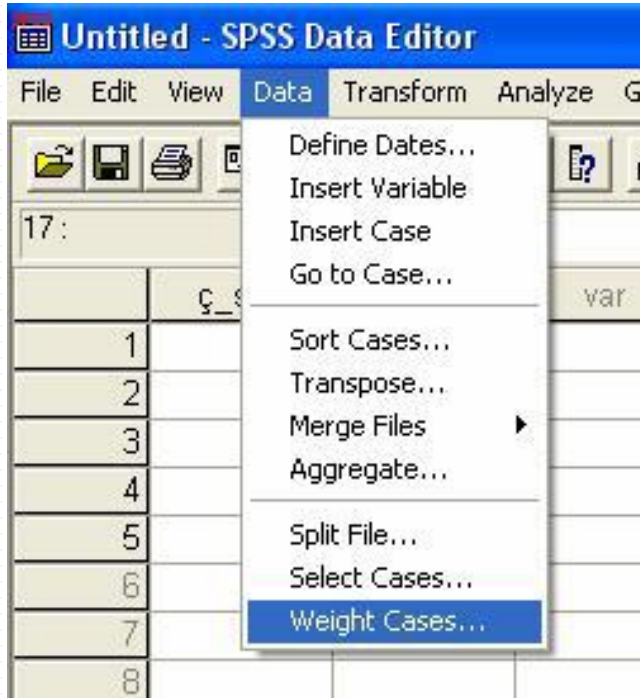 Untitled - SPSS Data Editor
File Edit View Data Transform Analyze G
17 :
Define Dates...
Insert Variable
Insert Case
Go to Case...
Sort Cases...
Transpose...
Merge Files
Aggregate...
Split File...
Select Cases...
Weight Cases...
var
1
2
3
4
5
6
7
8